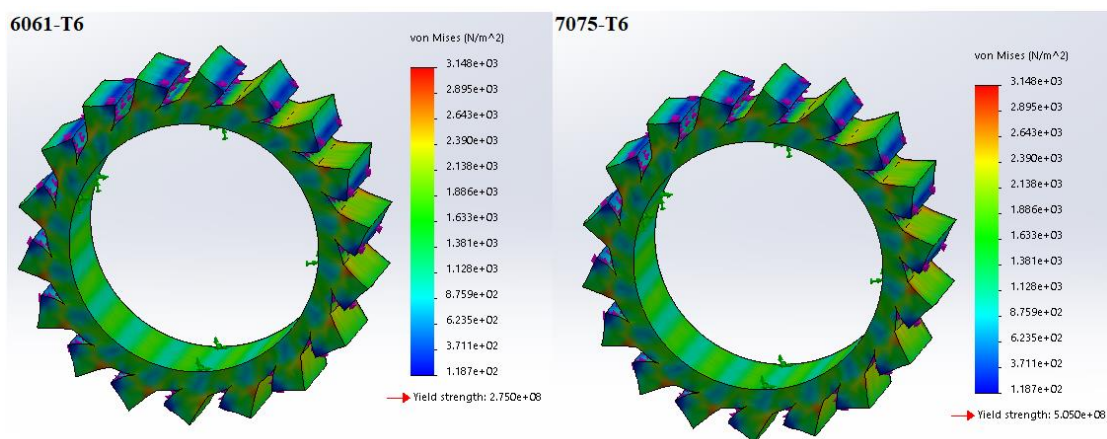 6061-T6
von Mises (N/m^2)
3.148e+03
2.895e+03
2.643e+03
2.390e+03
2.138e+03
1.886e+03
1.633e+03
1.381e+03
1.128e+03
8.759e+02
6.235e+02
3.711e+02
1.187e+02
Yield strength: 2.750e+08
7075-T6
von Mises (N/m^2)
3.148e+03
2.895e+03
2.643e+03
2.390e+03
2.138e+03
1.886e+03
1.633e+03
1.381e+03
1.128e+03
8.759e+02
6.235e+02
3.711e+02
1.187e+02
Yield strength: 5.050e+08